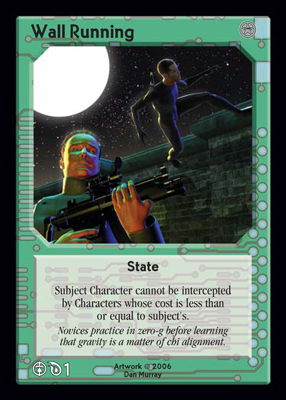 Wall Running
State
Subject Character cannot be intercepted
by Characters whose cost is less than
or equal to subject's.
Novices practice in zero-g before learning
that gravity is a matter of chi alignment.
1
Artwork © 2006
Dan Murray